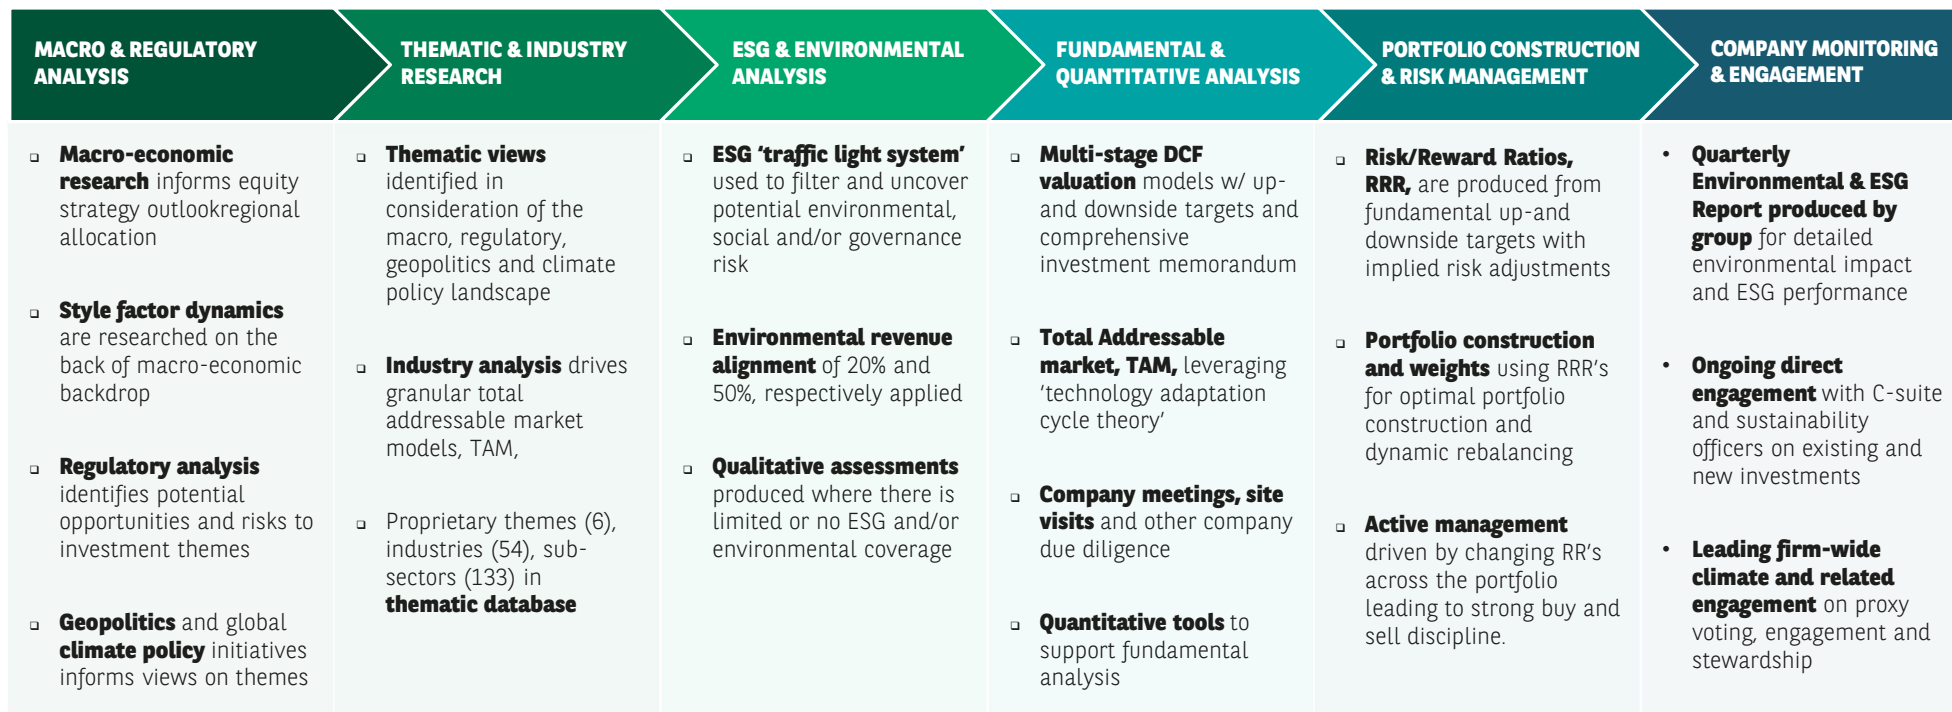 MACRO & REGULATORY
ANALYSIS
THEMATIC & INDUSTRY
RESEARCH
ESG & ENVIRONMENTAL
ANALYSIS
FUNDAMENTAL &
QUANTITATIVE ANALYSIS
PORTFOLIO CONSTRUCTION
& RISK MANAGEMENT
COMPANY MONITORING
& ENGAGEMENT
Macro-economic
research informs equity
strategy outlookregional
allocation
Style factor dynamics
are researched on the
back of macro-economic
backdrop
Regulatory analysis
identifies potential
opportunities and risks to
investment themes
Geopolitics and global
climate policy initiatives
informs views on themes
Thematic views
identified in
consideration of the
macro, regulatory,
geopolitics and climate
policy landscape
Industry analysis drives
granular total
addressable market
models, TAM,
Proprietary themes (6),
industries (54), sub-
sectors (133) in
thematic database
ESG ‘traffic light system’
used to filter and uncover
potential environmental,
social and/or governance
risk
Environmental revenue
alignment of 20% and
50%, respectively applied
Qualitative assessments
produced where there is
limited or no ESG and/or
environmental coverage
Multi-stage DCF
valuation models w/ up-
and downside targets and
comprehensive
investment memorandum
Total Addressable
market, TAM, leveraging
‘technology adaptation
cycle theory’
Company meetings, site
visits and other company
due diligence
Quantitative tools to
support fundamental
analysis
Risk/Reward Ratios,
RRR, are produced from
fundamental up-and
downside targets with
implied risk adjustments
Portfolio construction
and weights using RRR's
for optimal portfolio
construction and
dynamic rebalancing
Active management
driven by changing RR's
across the portfolio
leading to strong buy and
sell discipline.
• Quarterly
Environmental & ESG
Report produced by
group for detailed
environmental impact
and ESG performance
• Ongoing direct
engagement with C-suite
and sustainability
officers on existing and
new investments
• Leading firm-wide
climate and related
engagement on proxy
voting, engagement and
stewardship